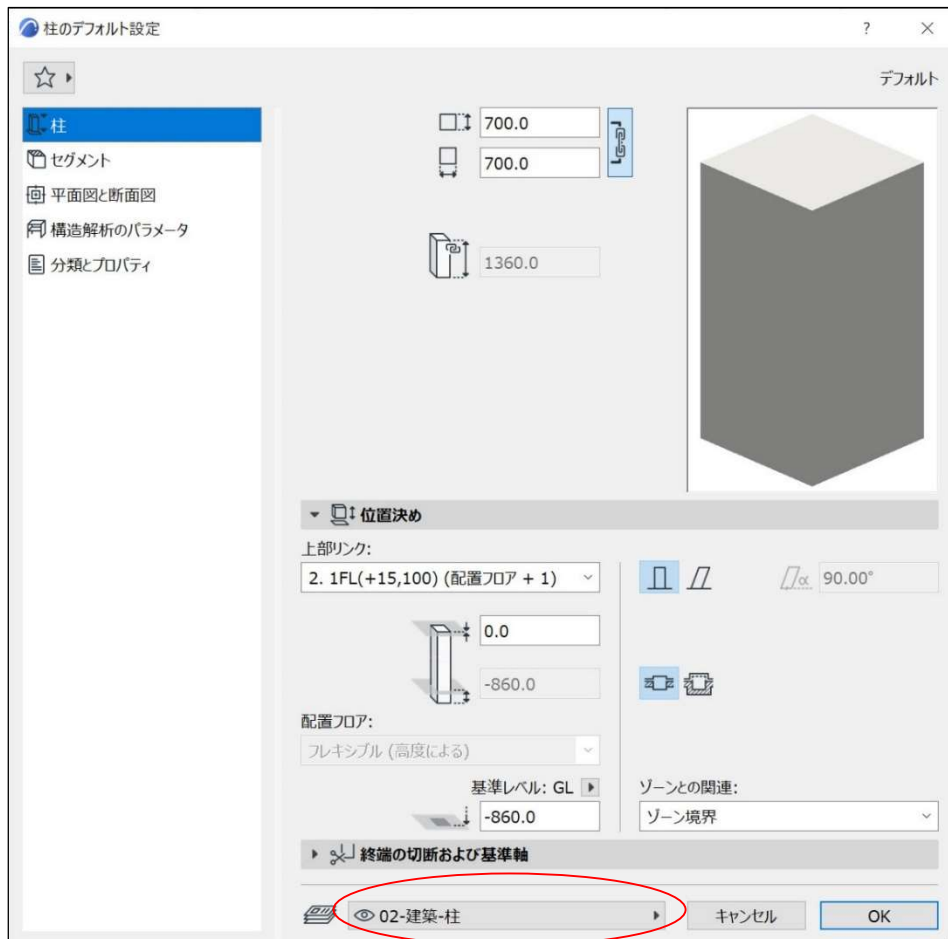 柱のデフォルト設定
?
デフォルト
柱
セグメント
平面図と断面図
構造解析のパラメータ
分類とプロパティ
700.0
700.0
1360.0
位置決め
上部リンク:
2. 1FL(+15,100) (配置フロア + 1)
α 90.00°
0.0
-860.0
配置フロア:
フレキシブル (高度による)
基準レベル: GL
-860.0
ゾーンとの関連:
ゾーン境界
終端の切断および基準軸
02-建築-柱
キャンセル
OK